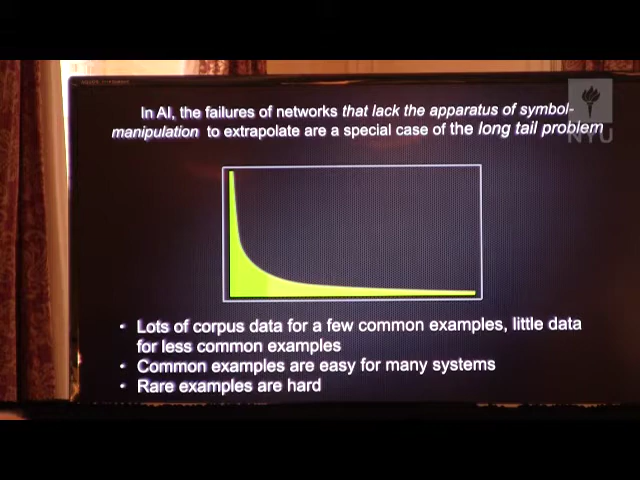 In AI, the failures of networks that lack the apparatus of symbol-
manipulation to extrapolate are a special case of the long tail problem
NYU
• Lots of corpus data for a few common examples, little data
for less common examples
• Common examples are easy for many systems
• Rare examples are hard